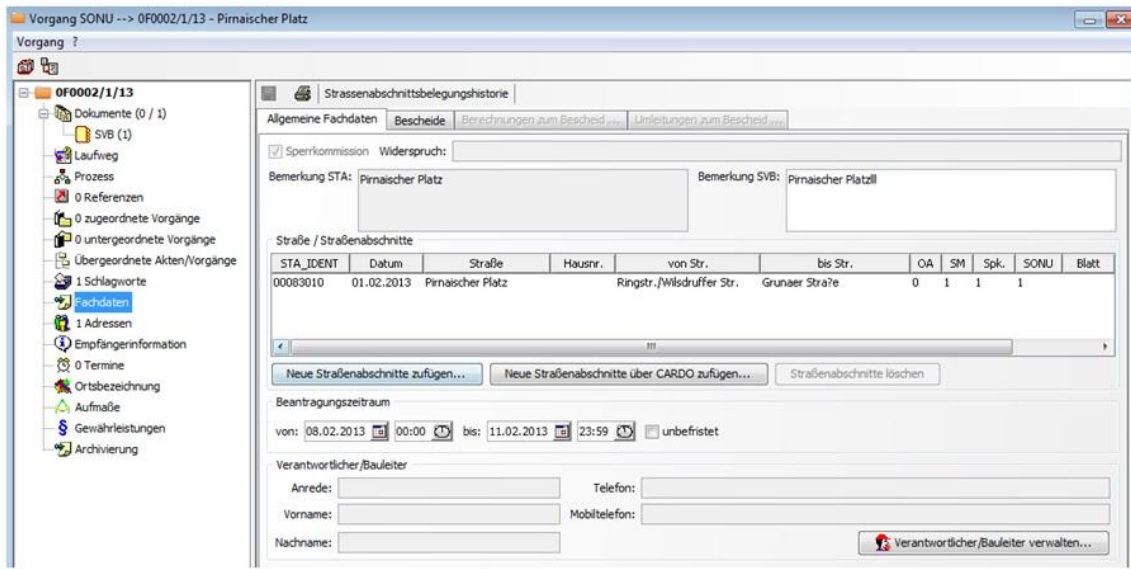 Vorgang SONU --> 0F0002/1/13 - Pirnaischer Platz
Vorgang ?
0F0002/1/13
Dokumente (0 / 1)
SVB (1)
Laufweg
Prozess
0 Referenzen
0 zugeordnete Vorgänge
0 untergeordnete Vorgänge
Übergeordnete Akten/Vorgänge
1 Schlagworte
Fachdaten
1 Adressen
Empfängerinformation
0 Termine
Ortsbezeichnung
Aufmaße
Gewährleistungen
Archivierung
Strassenabschnittsbelegungshistorie
Allgemeine Fachdaten Bescheide Berechnungen zum Bescheid ... Umleitungen zum Bescheid ...
Sperrkommission Widerspruch:
Bemerkung STA: Pirnaischer Platz Bemerkung SVB: Pirnaischer Platzlll
Straße / Straßenabschnitte
STA_IDENT Datum Straße Hausnr. von Str. bis Str. OA SM Spk. SONU Blatt
00083010 01.02.2013 Pirnaischer Platz Ringstr./Wilsdruffer Str. Grunaer Stra?e 0 1 1 1
Neue Straßenabschnitte zufügen... Neue Straßenabschnitte über CARDO zufügen... Straßenabschnitte löschen
Beantragungszeitraum
von: 08.02.2013 00:00 bis: 11.02.2013 23:59 unbefristet
Verantwortlicher/Bauleiter
Anrede: Telefon:
Vorname: Mobiltelefon:
Nachname: Verantwortlicher/Bauleiter verwalten...